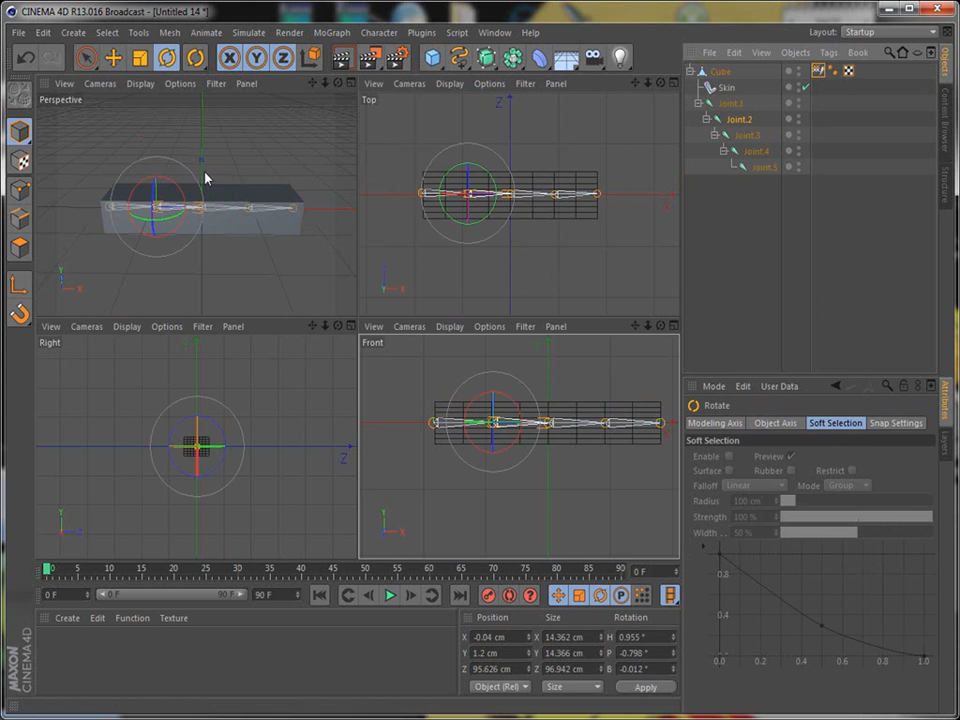 CINEMA 4D R13.016 Broadcast - [Untitled 14 *]
File Edit Create Select Tools Mesh Animate Simulate Render MoGraph Character Plugins Script Window Help Layout: Startup
X Y Z
File Edit View Objects Tags Book
View Cameras Display Options Filter Panel
View Cameras Display Options Filter Panel
Perspective
Top
Cube
Skin
Joint.1
Joint.2
Joint.3
Joint.4
Joint.5
Objects
Content Browser
Structure
Z
Y
X
X
View Cameras Display Options Filter Panel
View Cameras Display Options Filter Panel
Right
Front
Z
Y
Y
X
Attributes
Layers
Mode Edit User Data
Rotate
Modeling Axis Object Axis Soft Selection Snap Settings
Soft Selection
Enable Preview
Surface Rubber Restrict
Falloff Linear Mode Group
Radius 100 cm
Strength 100 %
Width . . 50 %
0.8
0.4
0.0 0.2 0.4 0.6 0.8 1.0
0 5 10 15 20 25 30 35 40 45 50 55 60 65 70 75 80 85 90 0 F
0 F 0 F 90 F 90 F
P
Create Edit Function Texture
Position Size Rotation
X -0.04 cm X 14.362 cm H 0.955 °
Y 1.2 cm Y 14.366 cm P -0.798 °
Z 95.626 cm Z 96.942 cm B -0.012 °
Object (Rel) Size Apply
MAXON
CINEMA 4D